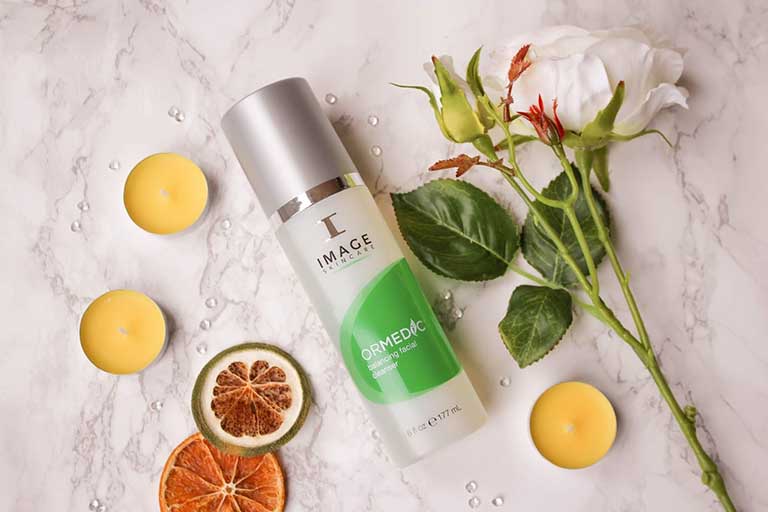 IMAGE
SKINCARE
ORMEDIC
balancing facial
cleanser
6 fl oz ℮ 177 mL